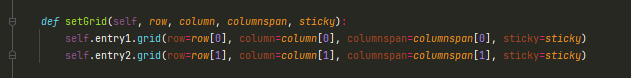 def setGrid(self, row, column, columnspan, sticky):
self.entry1.grid(row=row[0], column=column[0], columnspan=columnspan[0], sticky=sticky)
self.entry2.grid(row=row[1], column=column[1], columnspan=columnspan[1], sticky=sticky)